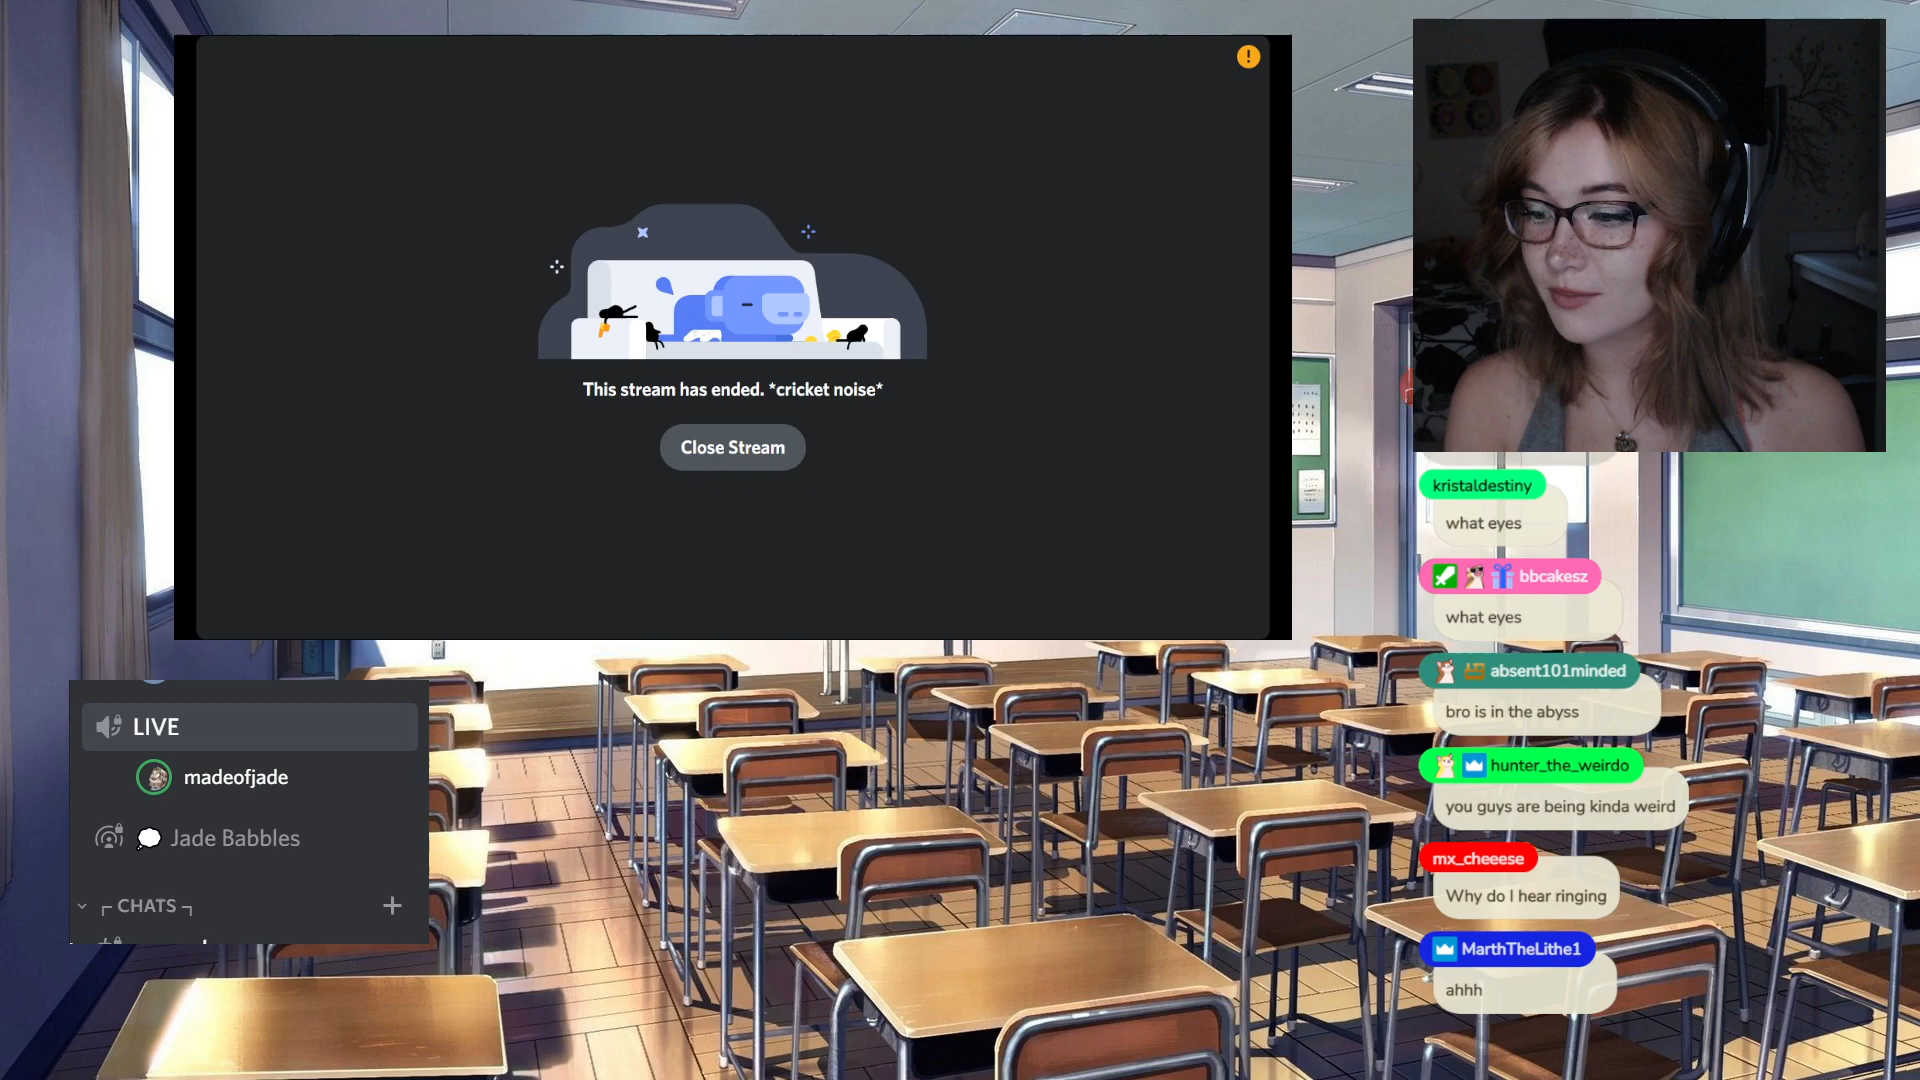 This stream has ended. *cricket noise*
Close Stream
LIVE
madeofjade
Jade Babbles
CHATS
kristaldestiny
what eyes
bbcakesz
what eyes
absent101minded
bro is in the abyss
hunter_the_weirdo
you guys are being kinda weird
mx_cheeese
Why do I hear ringing
MarthTheLithe1
ahhh